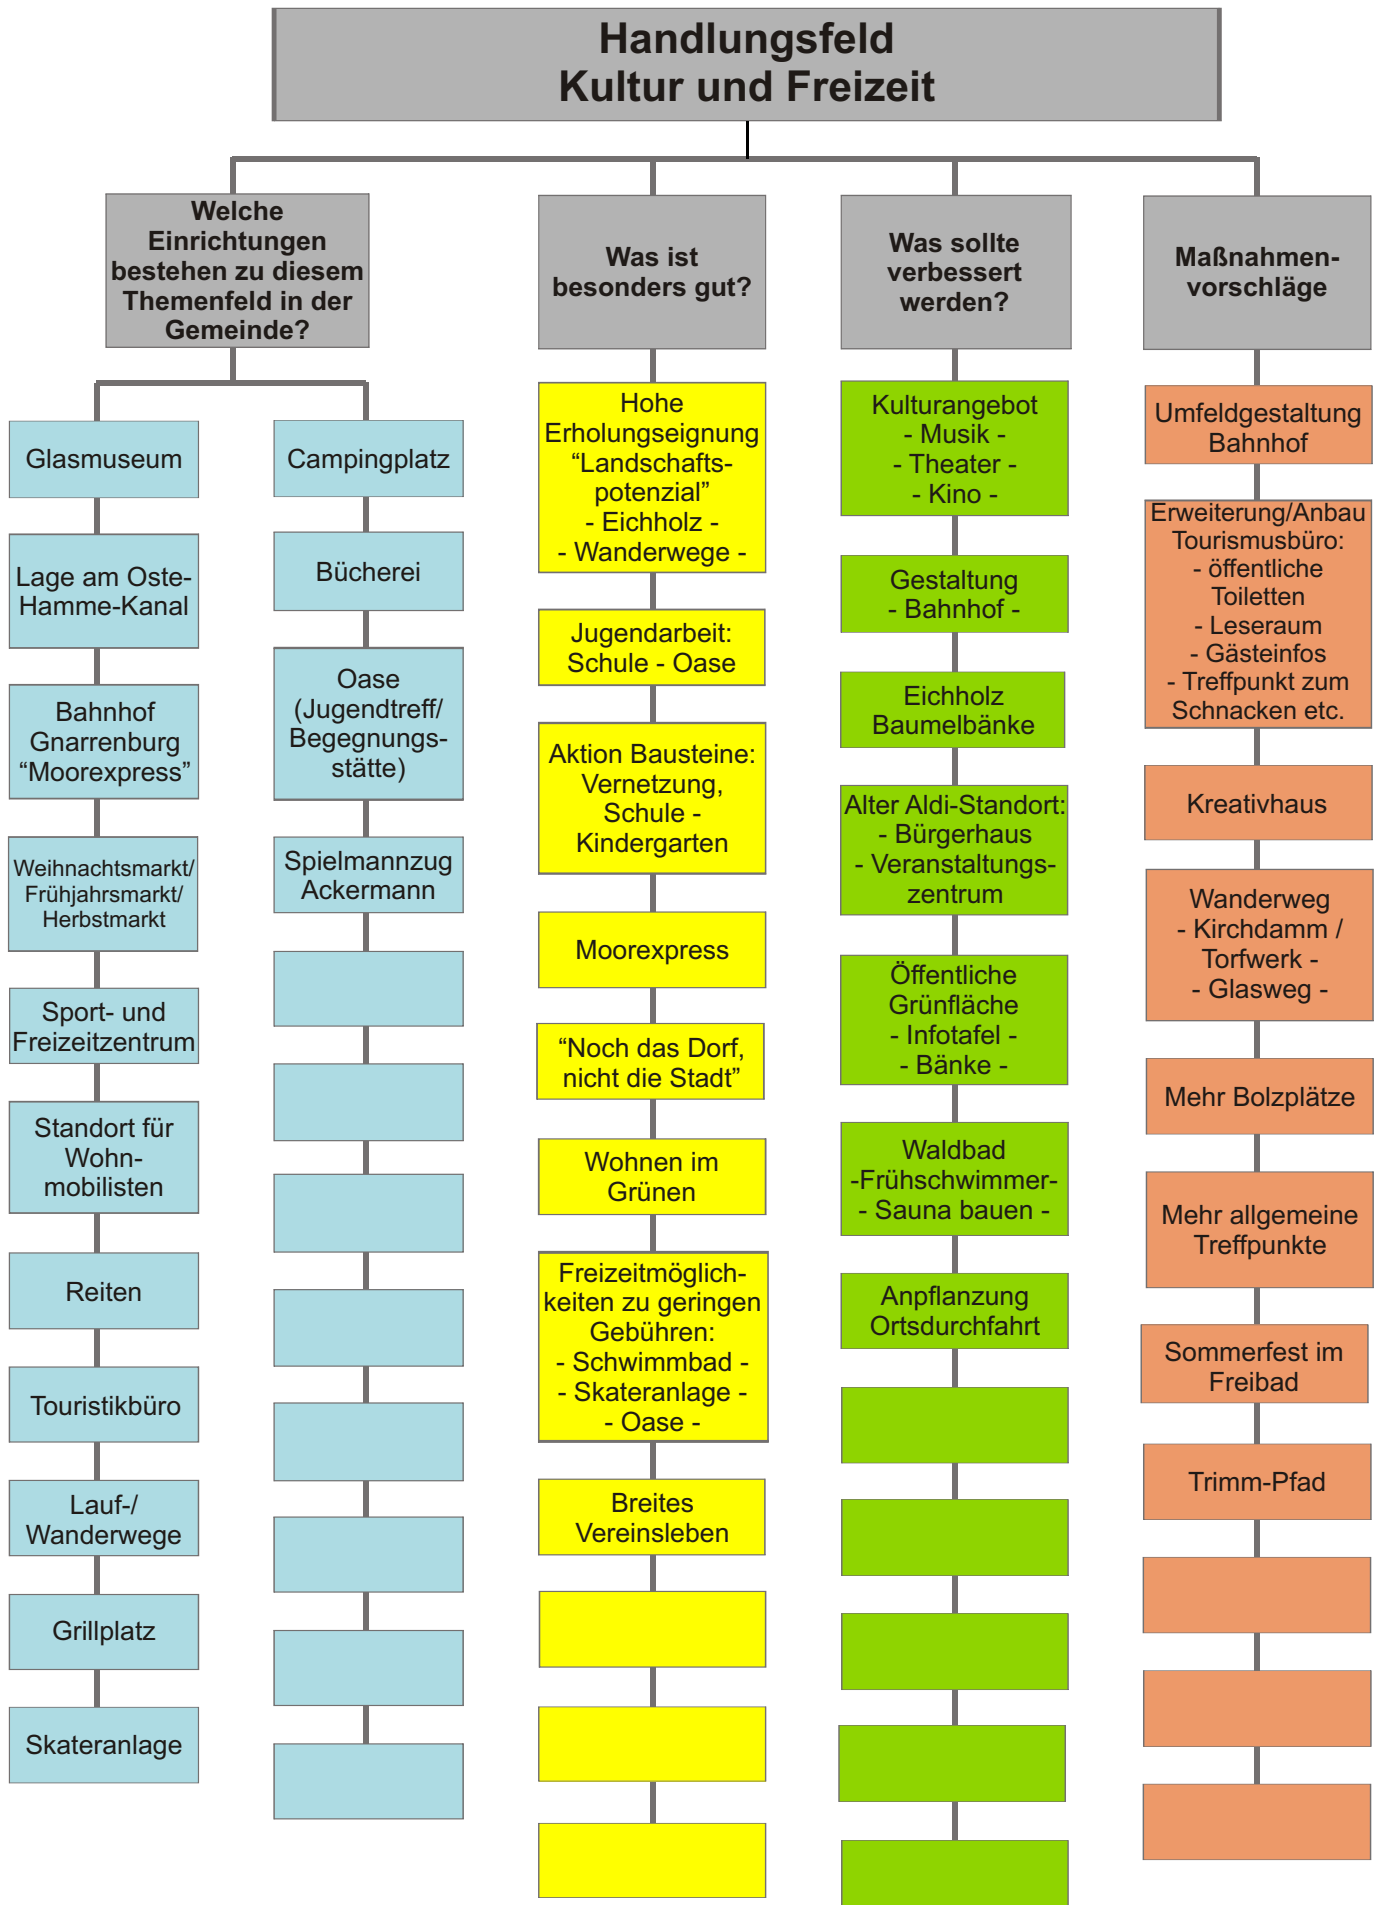 Handlungsfeld
Kultur und Freizeit
Welche
Einrichtungen
bestehen zu diesem
Themenfeld in der
Gemeinde?
Glasmuseum
Lage am Oste-
Hamme-Kanal
Bahnhof
Gnarrenburg
“Moorexpress”
Weihnachtsmarkt/
Frühjahrsmarkt/
Herbstmarkt
Sport- und
Freizeitzentrum
Standort für
Wohn-
mobilisten
Reiten
Touristikbüro
Lauf-/
Wanderwege
Grillplatz
Skateranlage
Campingplatz
Bücherei
Oase
(Jugendtreff/
Begegnungs-
stätte)
Spielmannzug
Ackermann
Was ist
besonders gut?
Hohe
Erholungseignung
“Landschafts-
potenzial”
- Eichholz -
- Wanderwege -
Jugendarbeit:
Schule - Oase
Aktion Bausteine:
Vernetzung,
Schule -
Kindergarten
Moorexpress
“Noch das Dorf,
nicht die Stadt”
Wohnen im
Grünen
Freizeitmöglich-
keiten zu geringen
Gebühren:
- Schwimmbad -
- Skateranlage -
- Oase -
Breites
Vereinsleben
Was sollte
verbessert
werden?
Kulturangebot
- Musik -
- Theater -
- Kino -
Gestaltung
- Bahnhof -
Eichholz
Baumelbänke
Alter Aldi-Standort:
- Bürgerhaus
- Veranstaltungs-
zentrum
Öffentliche
Grünfläche
- Infotafel -
- Bänke -
Waldbad
-Frühschwimmer-
- Sauna bauen -
Anpflanzung
Ortsdurchfahrt
Maßnahmen-
vorschläge
Umfeldgestaltung
Bahnhof
Erweiterung/Anbau
Tourismusbüro:
- öffentliche
Toiletten
- Leseraum
- Gästeinfos
- Treffpunkt zum
Schnacken etc.
Kreativhaus
Wanderweg
- Kirchdamm /
Torfwerk -
- Glasweg -
Mehr Bolzplätze
Mehr allgemeine
Treffpunkte
Sommerfest im
Freibad
Trimm-Pfad